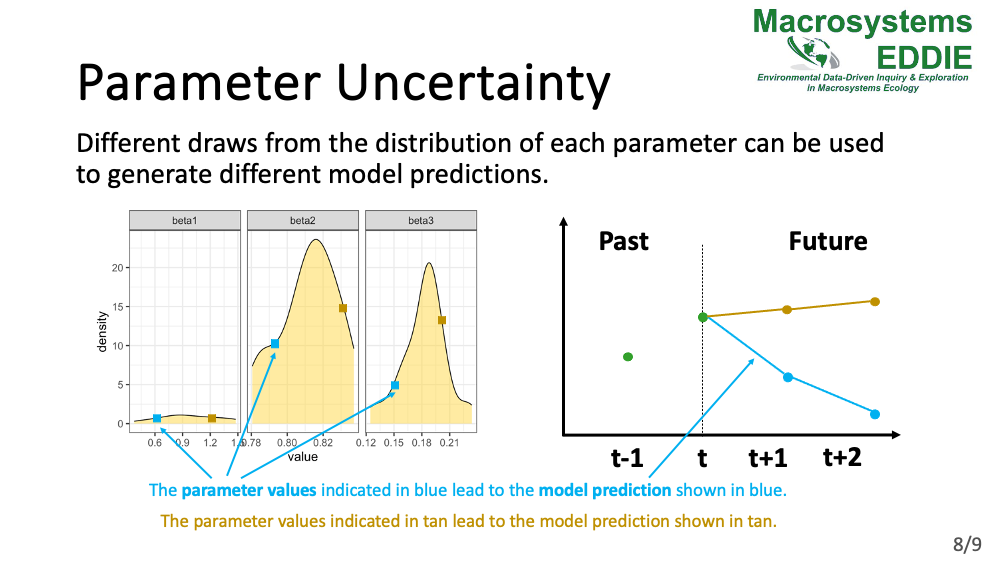 Macrosystems
EDDIE
Environmental Data-Driven Inquiry & Exploration
in Macrosystems Ecology
Parameter Uncertainty
Different draws from the distribution of each parameter can be used
to generate different model predictions.
beta1
beta2
beta3
density
20
15
10
5
0
0.6 0.9 1.2
0.78 0.80 0.82
0.12 0.15 0.18 0.21
value
Past
Future
t-1 t t+1 t+2
The parameter values indicated in blue lead to the model prediction shown in blue.
The parameter values indicated in tan lead to the model prediction shown in tan.
8/9